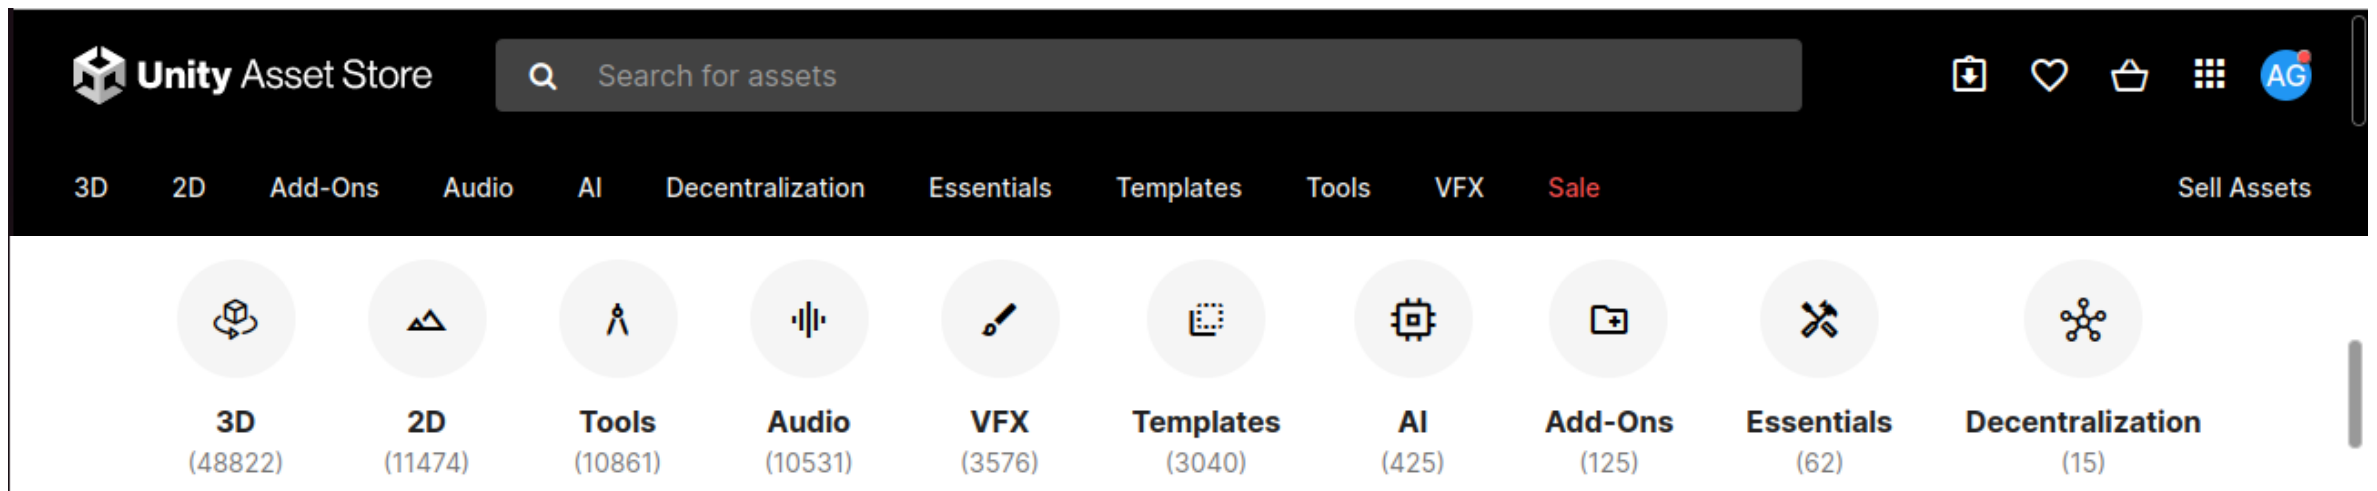 Unity Asset Store
Search for assets
AG
3D 2D Add-Ons Audio AI Decentralization Essentials Templates Tools VFX Sale Sell Assets
3D 2D Tools Audio VFX Templates AI Add-Ons Essentials Decentralization
(48822) (11474) (10861) (10531) (3576) (3040) (425) (125) (62) (15)